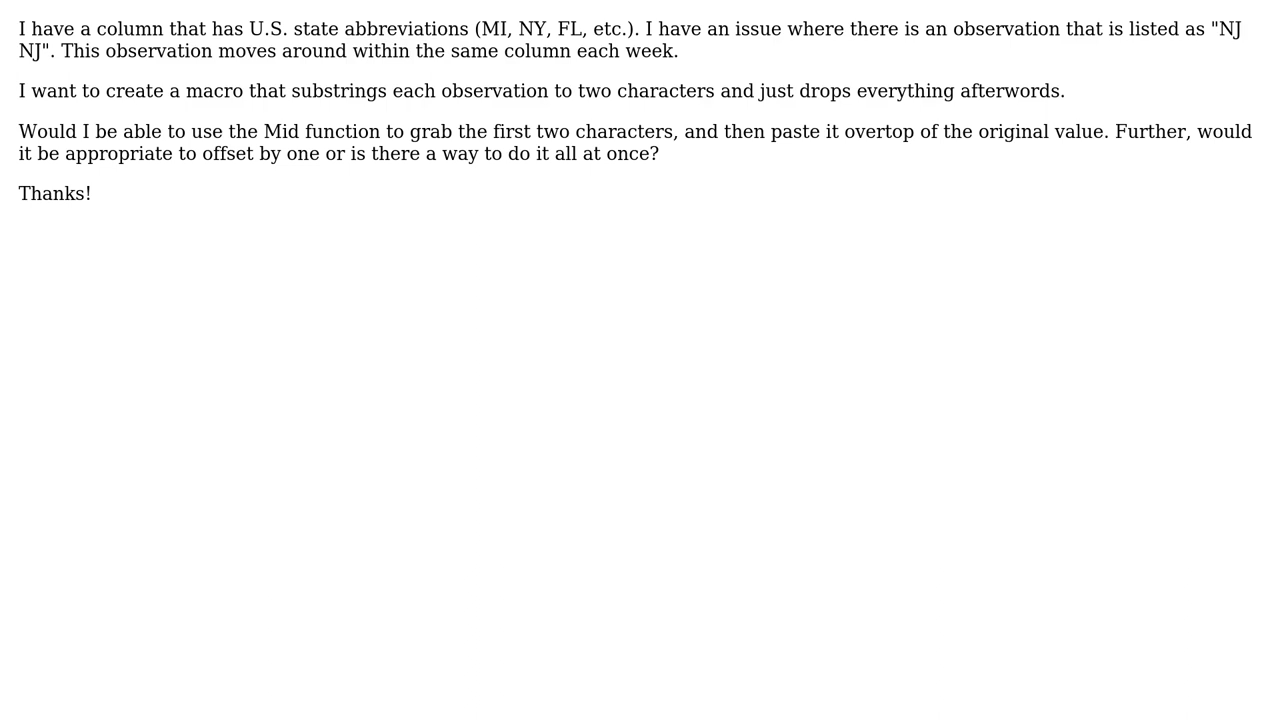 I have a column that has U.S. state abbreviations (MI, NY, FL, etc.). I have an issue where there is an observation that is listed as "NJ
NJ". This observation moves around within the same column each week.
I want to create a macro that substrings each observation to two characters and just drops everything afterwords.
Would I be able to use the Mid function to grab the first two characters, and then paste it overtop of the original value. Further, would
it be appropriate to offset by one or is there a way to do it all at once?
Thanks!